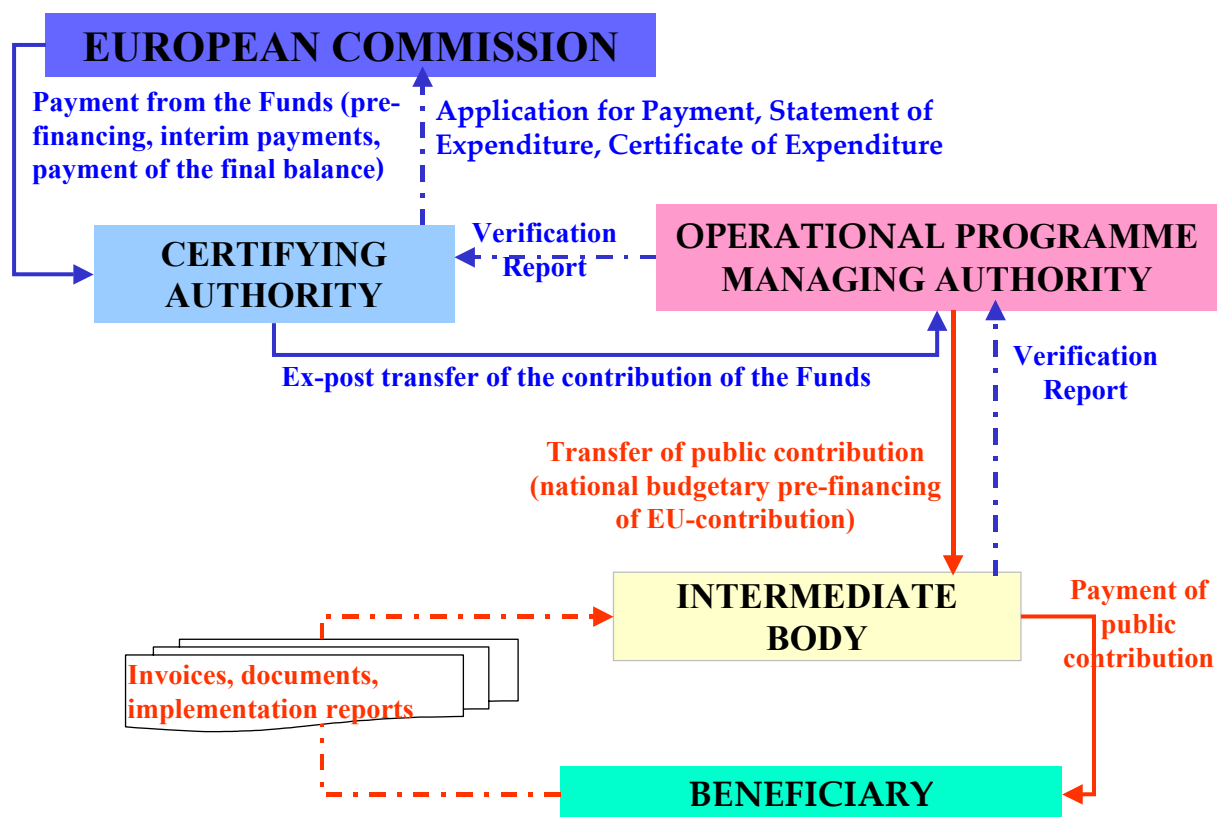 EUROPEAN COMMISSION
Payment from the Funds (pre-
financing, interim payments,
payment of the final balance)
Application for Payment, Statement of
Expenditure, Certificate of Expenditure
CERTIFYING
AUTHORITY
Verification
Report
OPERATIONAL PROGRAMME
MANAGING AUTHORITY
Ex-post transfer of the contribution of the Funds
Verification
Report
Transfer of public contribution
(national budgetary pre-financing
of EU-contribution)
INTERMEDIATE
BODY
Payment of
public
contribution
Invoices, documents,
implementation reports
BENEFICIARY